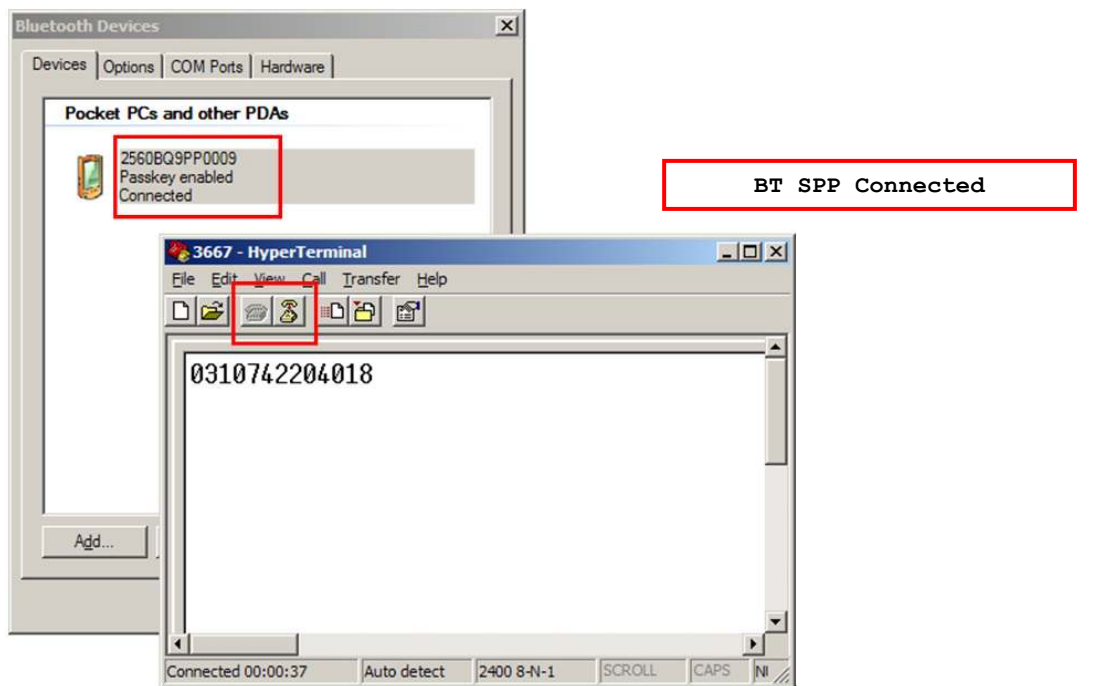 Bluetooth Devices
Devices Options COM Ports Hardware
Pocket PCs and other PDAs
2560BQ9PP0009
Passkey enabled
Connected
BT SPP Connected
3667 - HyperTerminal
File Edit View Call Transfer Help
0310742204018
Add...
Connected 00:00:37 Auto detect 2400 8-N-1 SCROLL CAPS